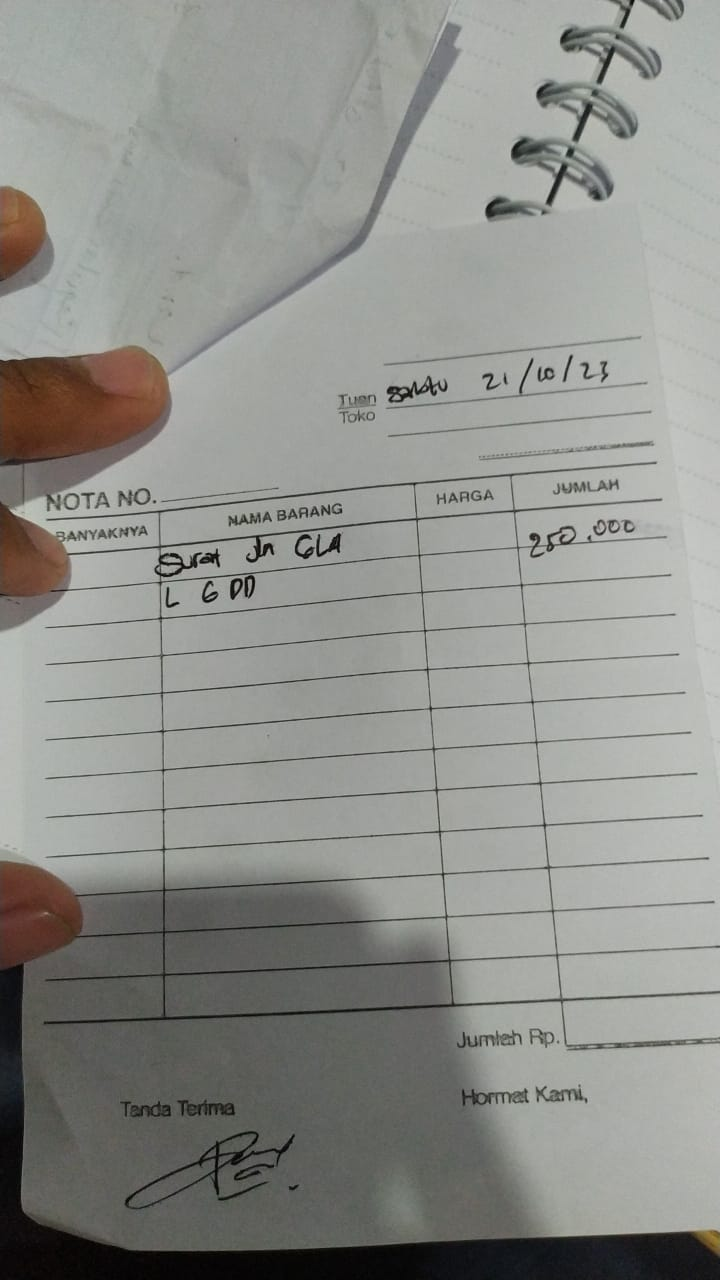 Tuan Sabtu 21/10/23
Toko
NOTA NO.
BANYAKNYA NAMA BARANG HARGA JUMLAH
Surat Jn GLA 250.000
L 6 DD
Jumlah Rp.
Tanda Terima Hormat Kami,